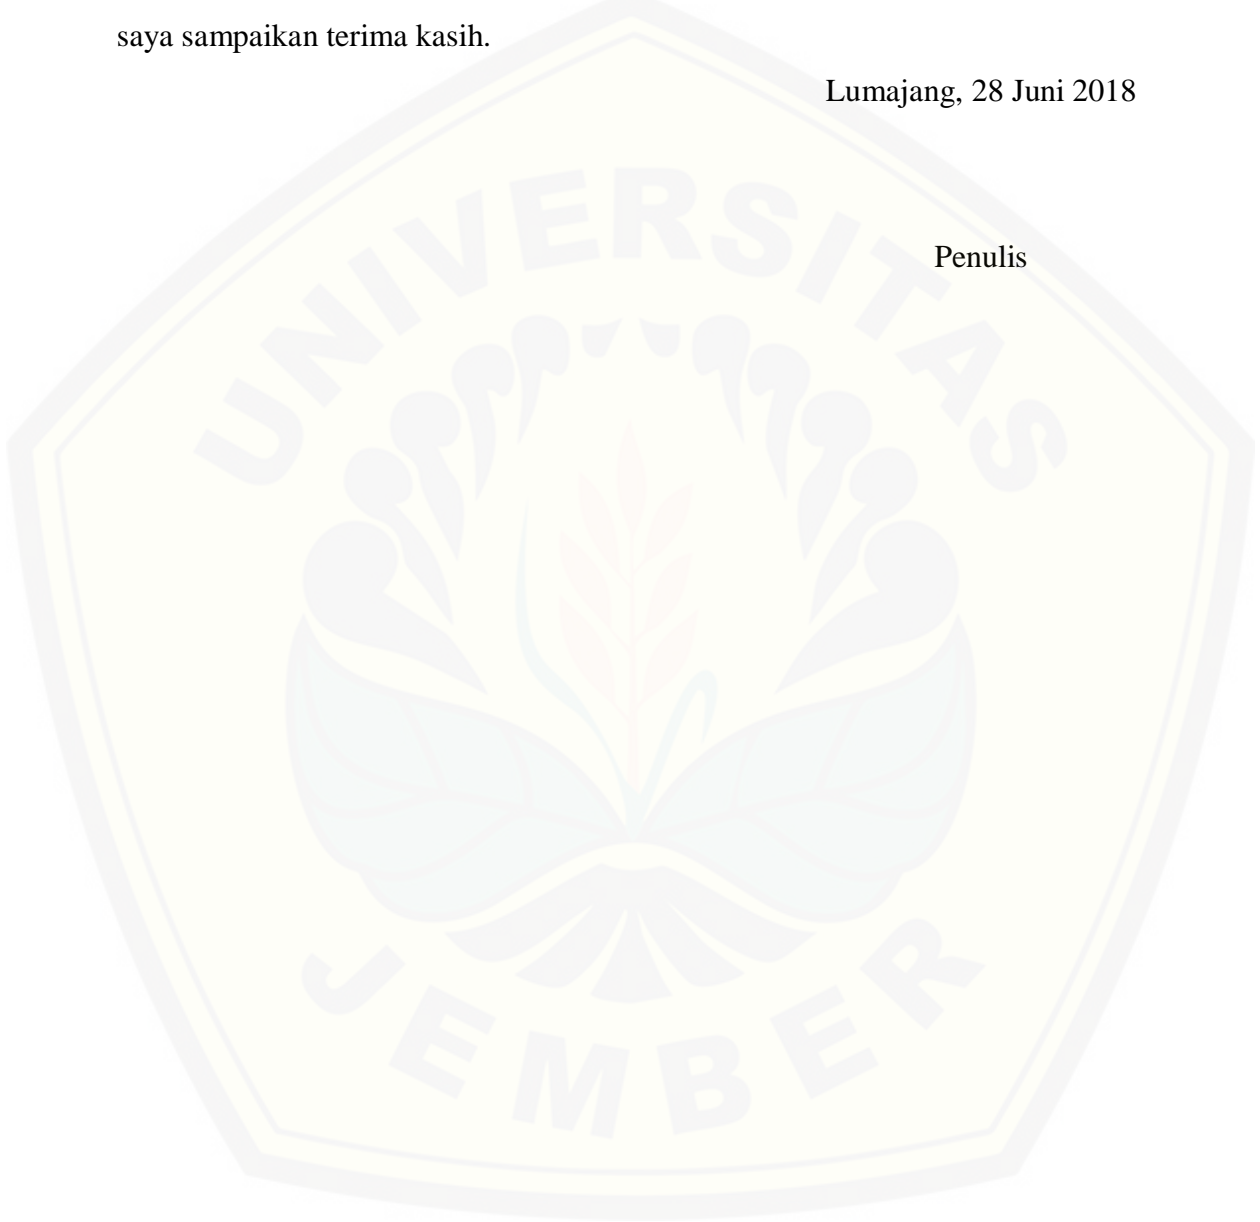 saya sampaikan terima kasih.
Lumajang, 28 Juni 2018
Penulis
UNIVERSITAS
JEMBER